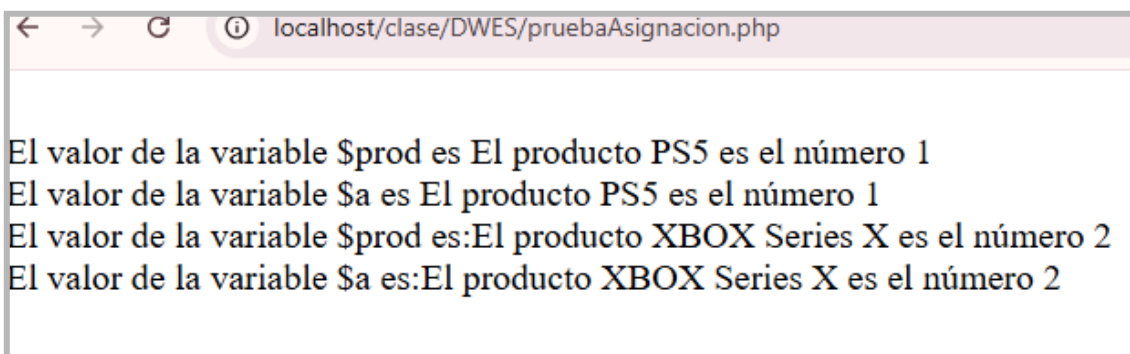 localhost/clase/DWES/pruebaAsignacion.php
El valor de la variable $prod es El producto PS5 es el número 1
El valor de la variable $a es El producto PS5 es el número 1
El valor de la variable $prod es:El producto XBOX Series X es el número 2
El valor de la variable $a es:El producto XBOX Series X es el número 2